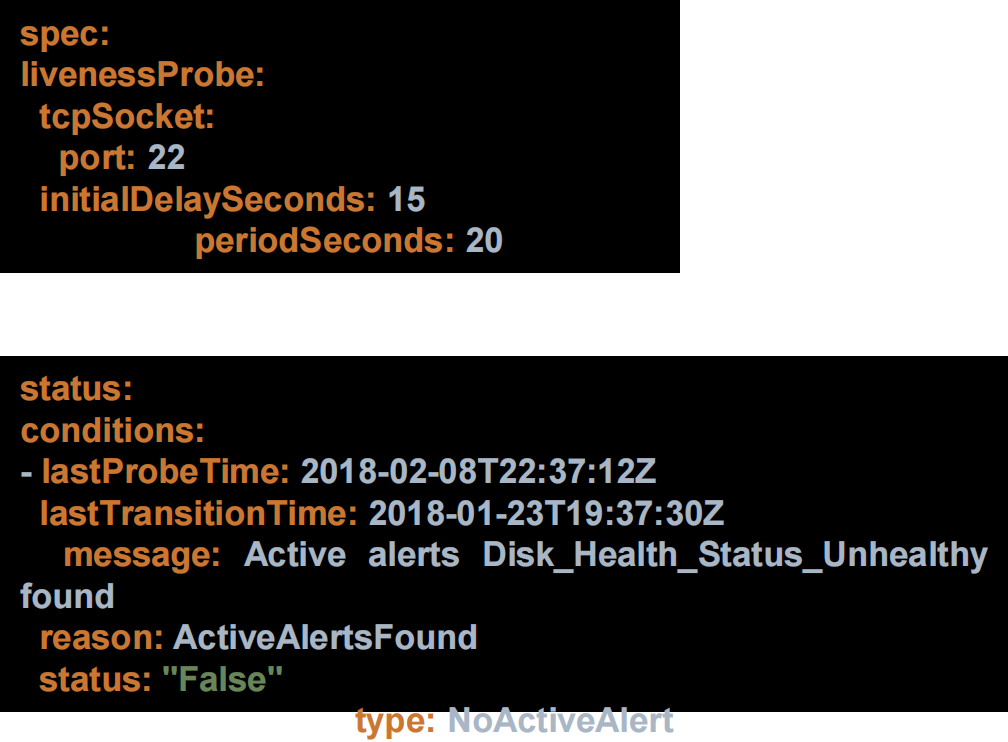 spec:
livenessProbe:
tcpSocket:
port: 22
initialDelaySeconds: 15
periodSeconds: 20
status:
conditions:
- lastProbeTime: 2018-02-08T22:37:12Z
lastTransitionTime: 2018-01-23T19:37:30Z
message: Active alerts Disk_Health_Status_Unhealthy
found
reason: ActiveAlertsFound
status: "False"
type: NoActiveAlert